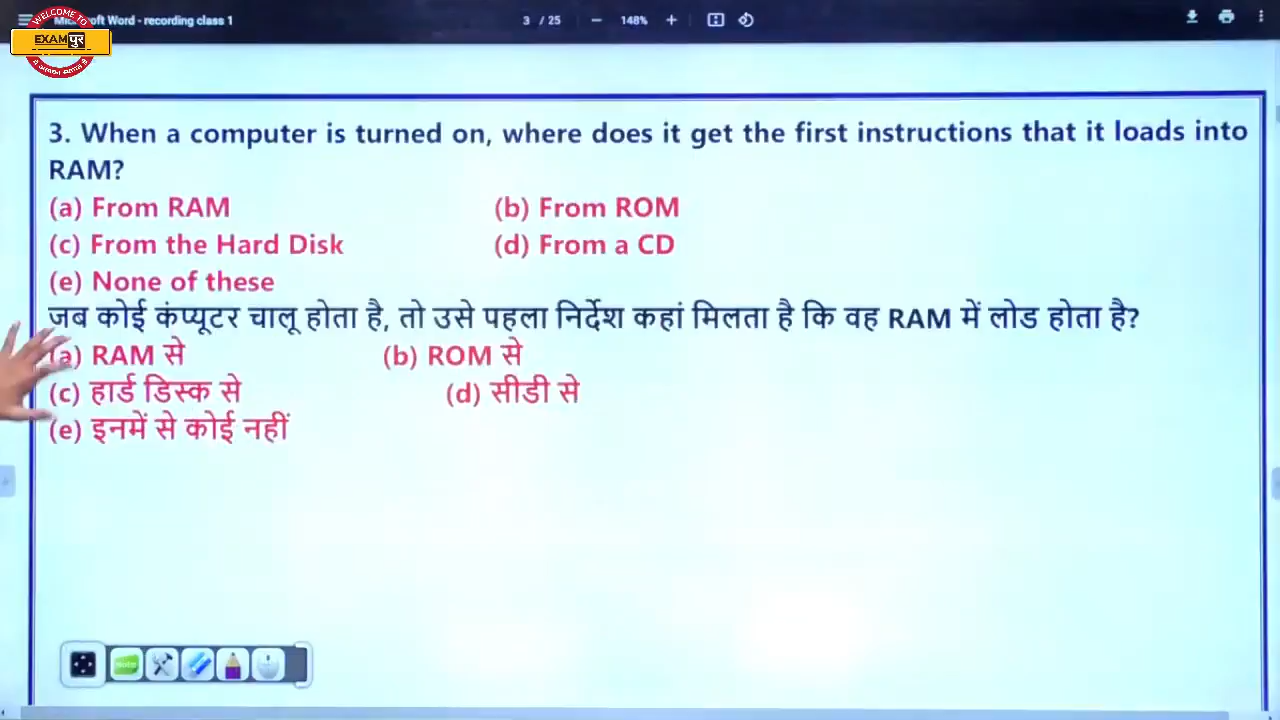 WELCOME TO
EXAMपुर
Microsoft Word - recording class 1
3 / 25
148%
3. When a computer is turned on, where does it get the first instructions that it loads into
RAM?
(a) From RAM (b) From ROM
(c) From the Hard Disk (d) From a CD
(e) None of these
जब कोई कंप्यूटर चालू होता है, तो उसे पहला निर्देश कहां मिलता है कि वह RAM में लोड होता है?
(a) RAM से (b) ROM से
(c) हार्ड डिस्क से (d) सीडी से
(e) इनमें से कोई नहीं